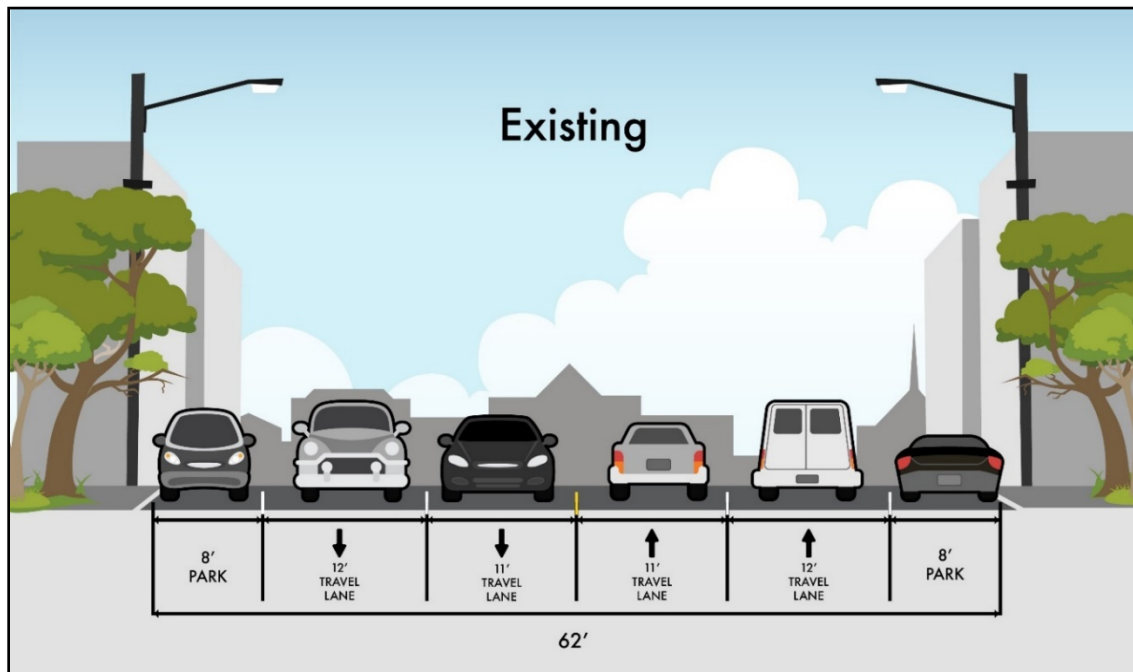 Existing
8’
PARK
12’
TRAVEL
LANE
11’
TRAVEL
LANE
11’
TRAVEL
LANE
12’
TRAVEL
LANE
8’
PARK
62’